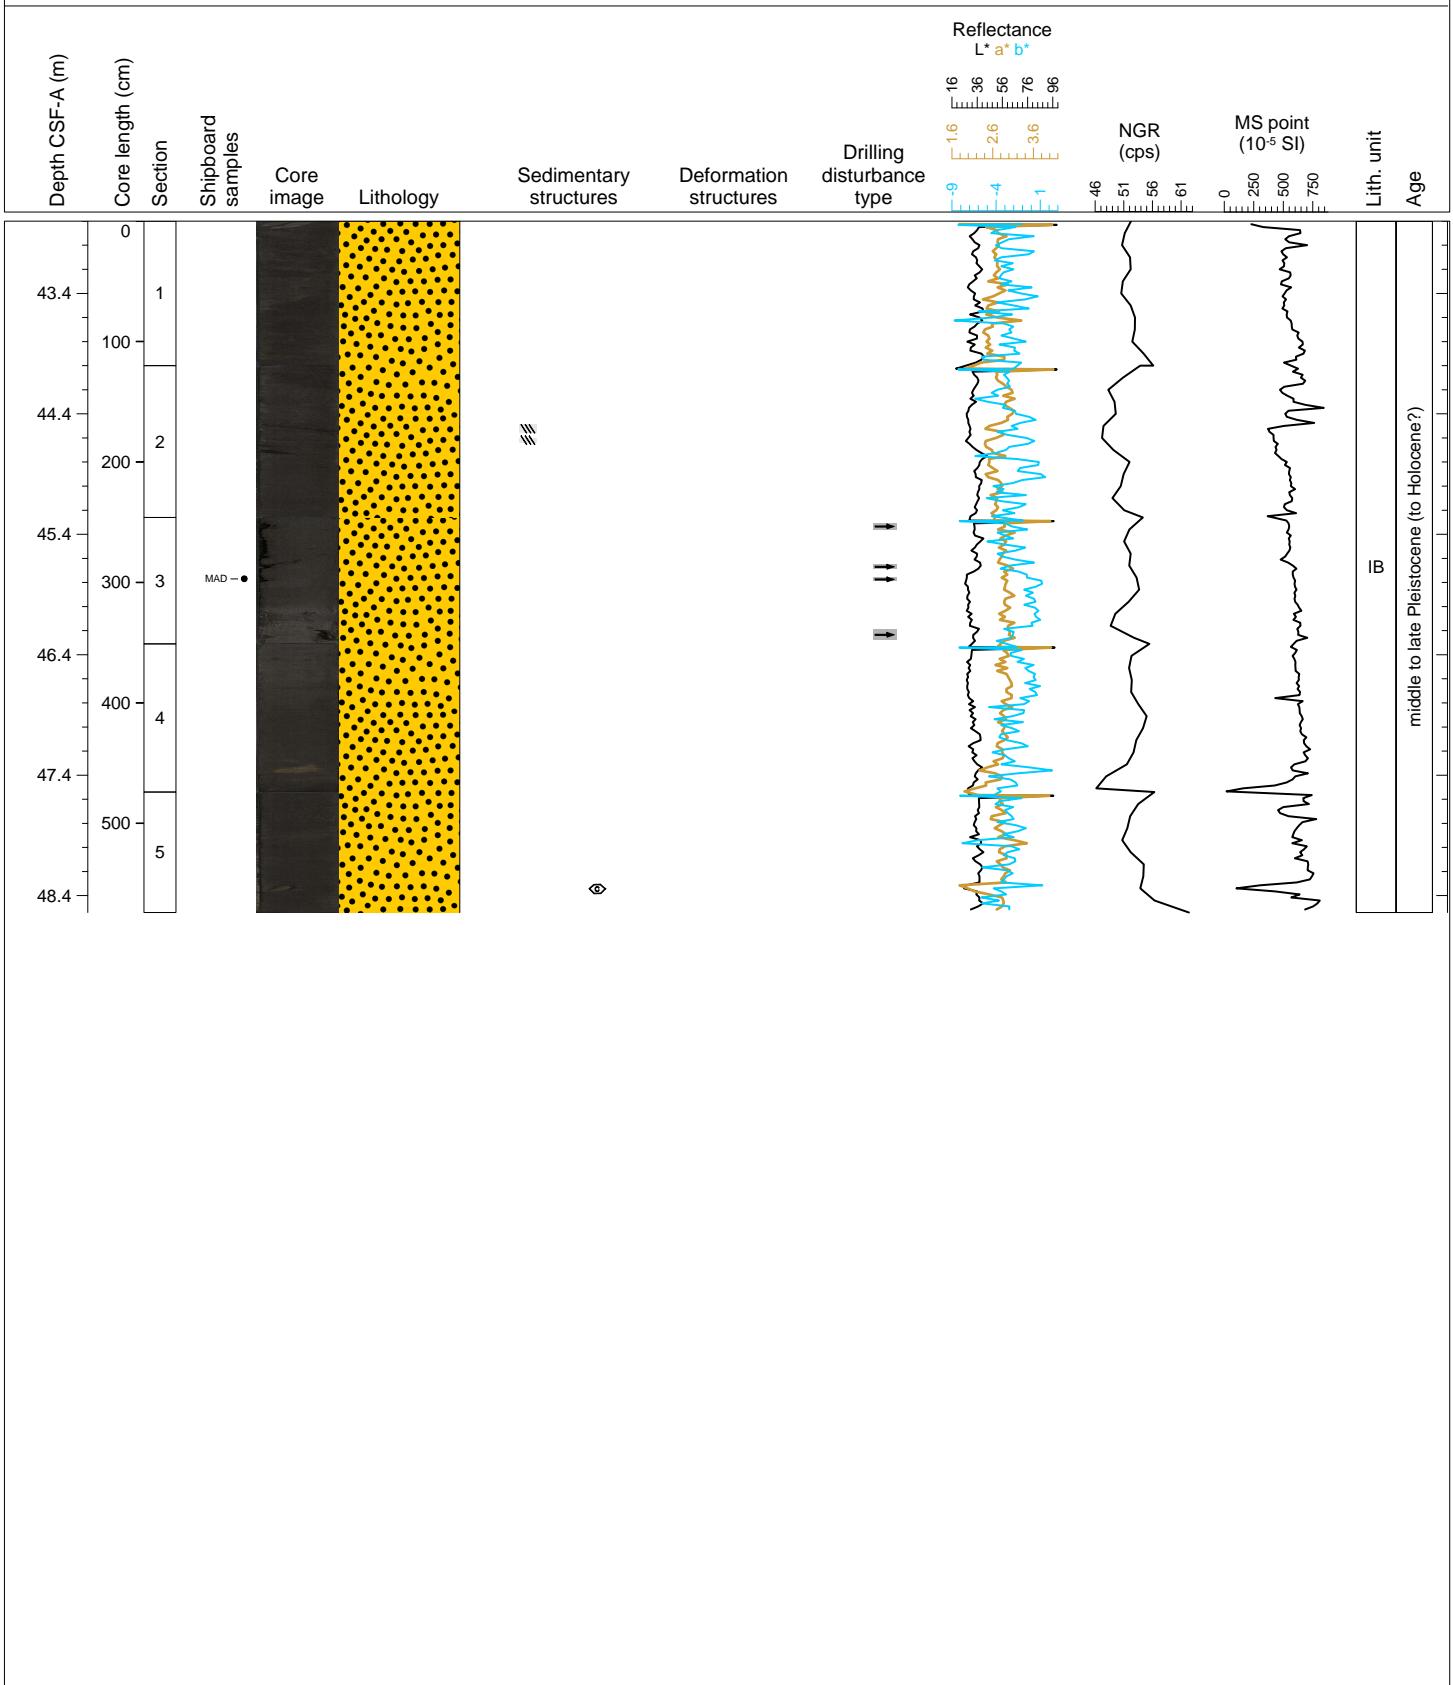 Depth CSF-A (m)
Core length (cm)
Section
Shipboard
samples
Core
image
Lithology
Sedimentary
structures
Deformation
structures
Drilling
disturbance
type
Reflectance
L* a* b*
16 36 56 76 96
1.6 2.6 3.6
-9 -4 1
NGR
(cps)
46 51 56 61
MS point
(10-5 SI)
0 250 500 750
Lith. unit
Age
0
43.4
1
100
44.4
2
200
45.4
MAD
300
3
46.4
400
4
47.4
500
5
48.4
IB
middle to late Pleistocene (to Holocene?)